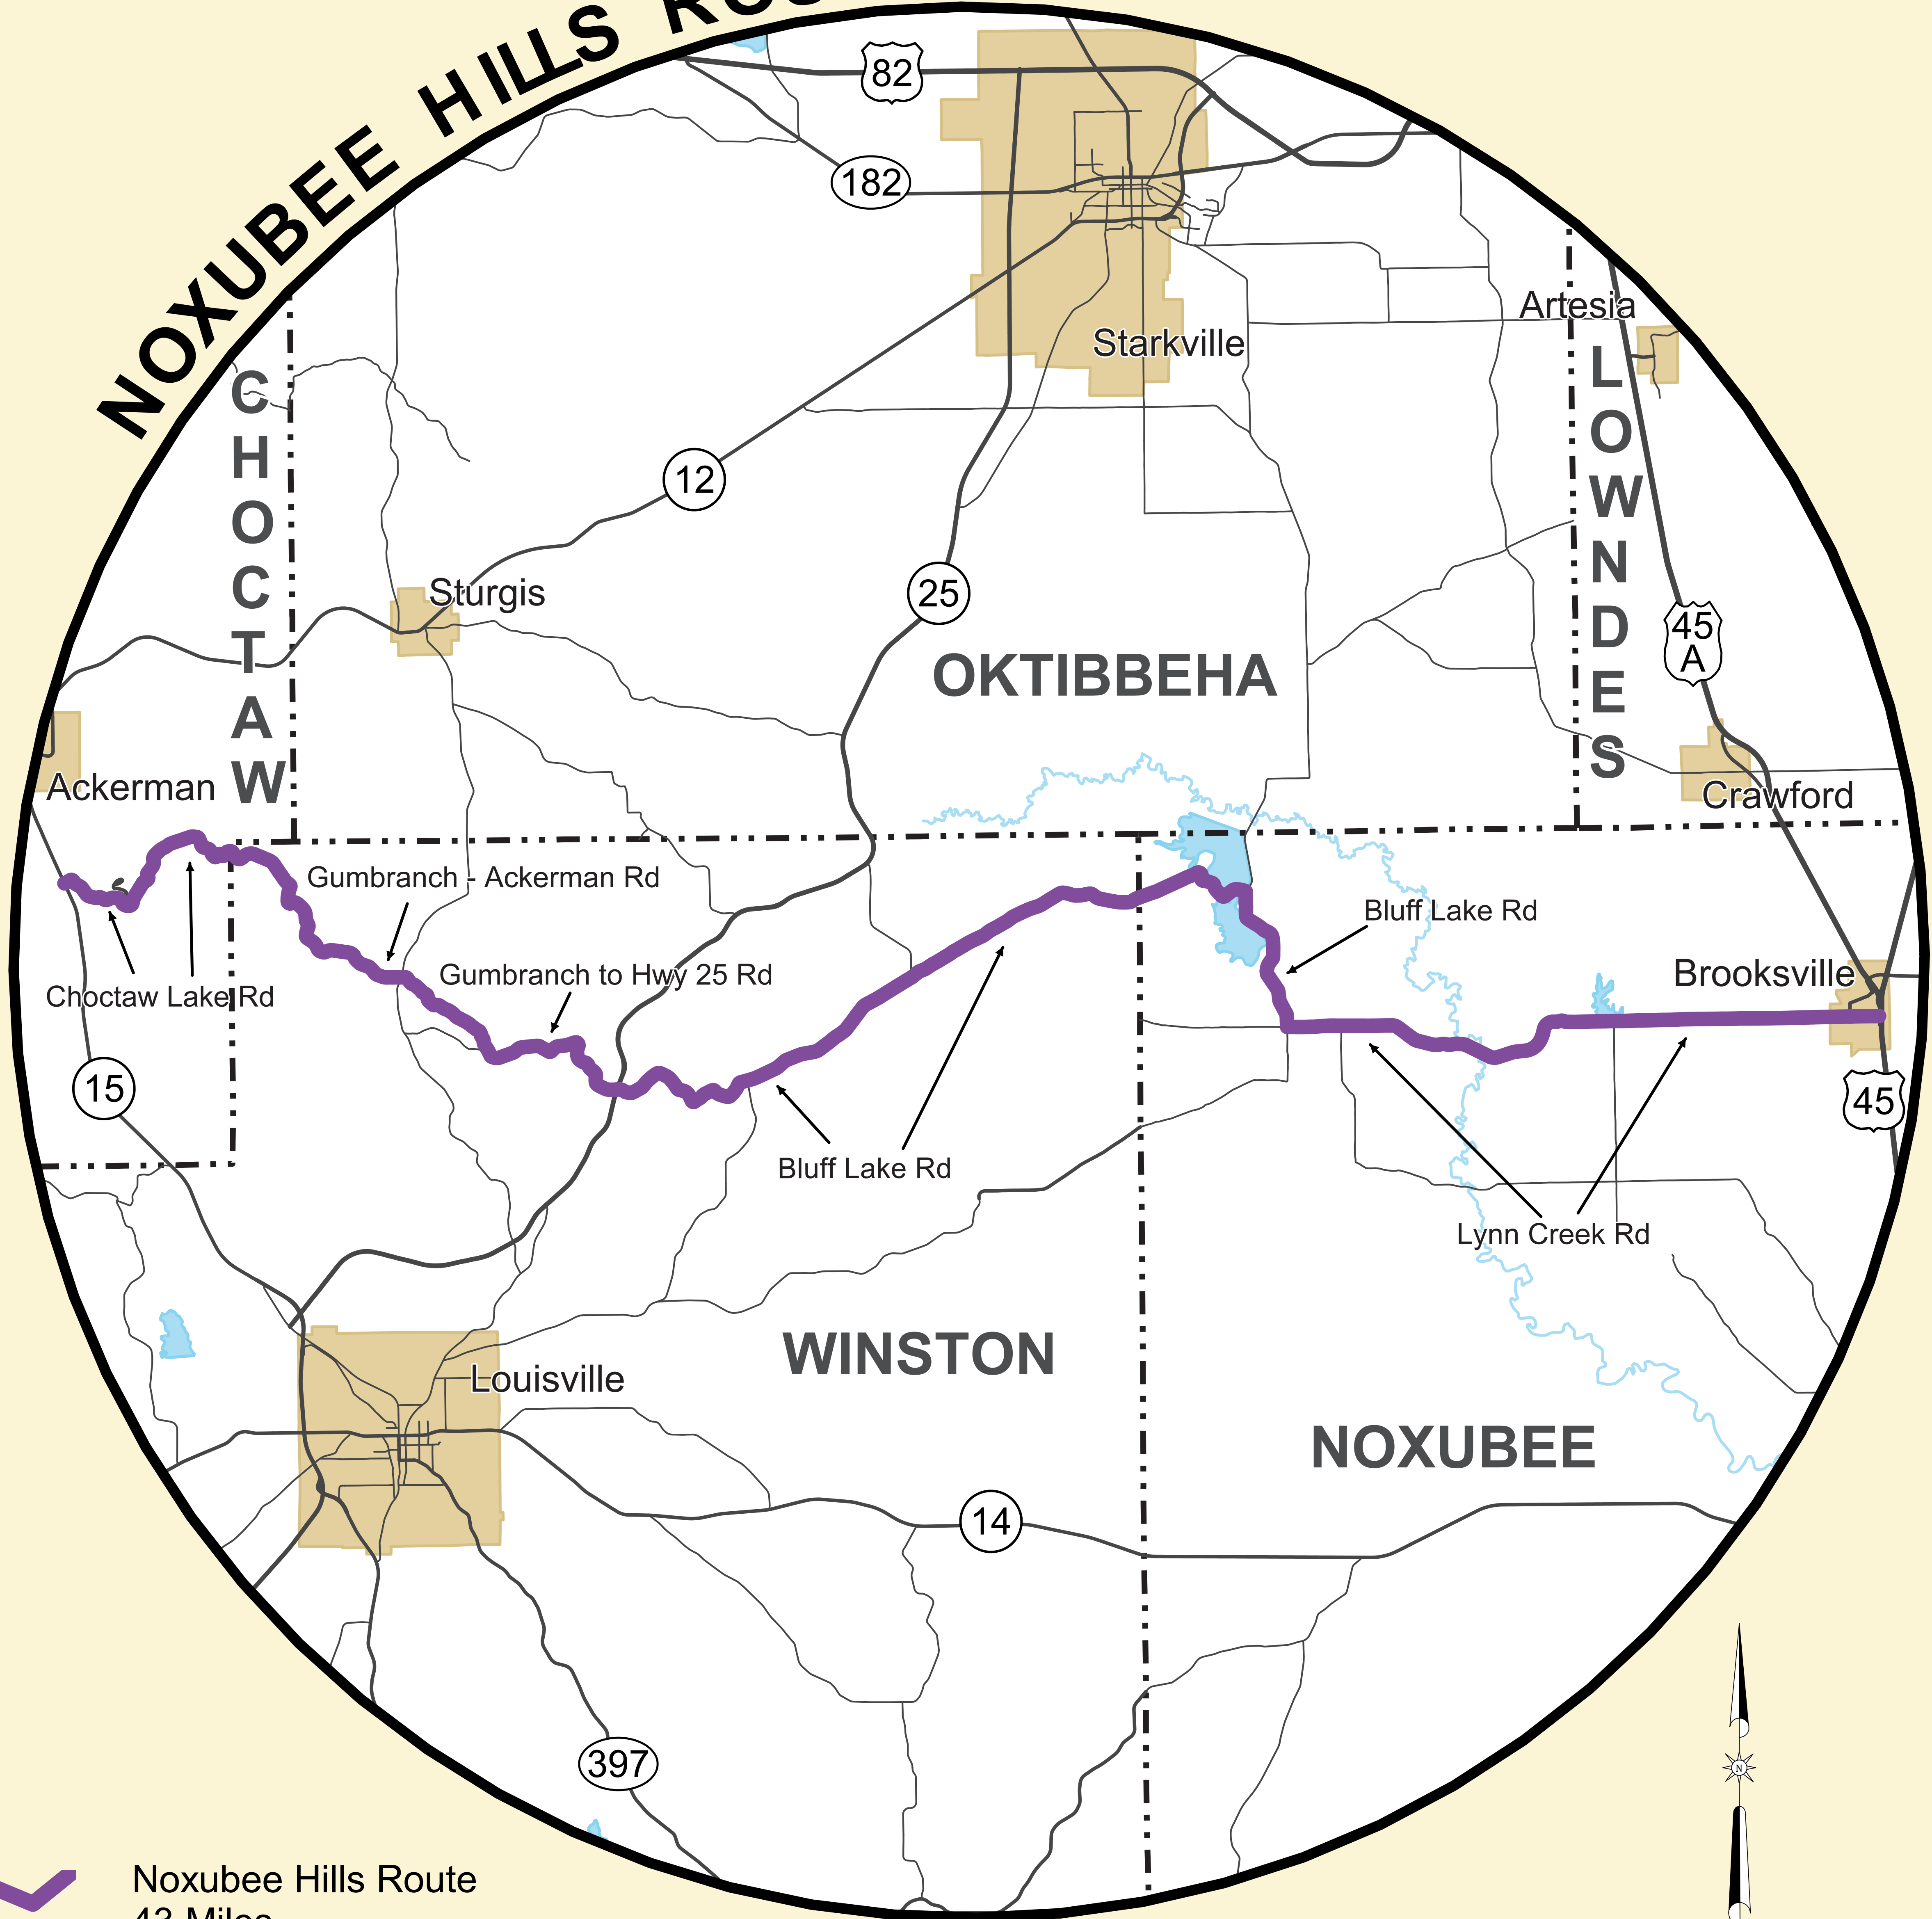 NOXUBEE HILLS
82
182
Artesia
Starkville
CHOCTAW
LOWNDES
12
25
Sturgis
45
A
OKTIBBEHA
Ackerman
Crawford
Gumbranch - Ackerman Rd
Bluff Lake Rd
Gumbranch to Hwy 25 Rd
Brooksville
Choctaw Lake Rd
15
45
Bluff Lake Rd
Lynn Creek Rd
WINSTON
Louisville
NOXUBEE
14
397
N
Noxubee Hills Route
43 Miles